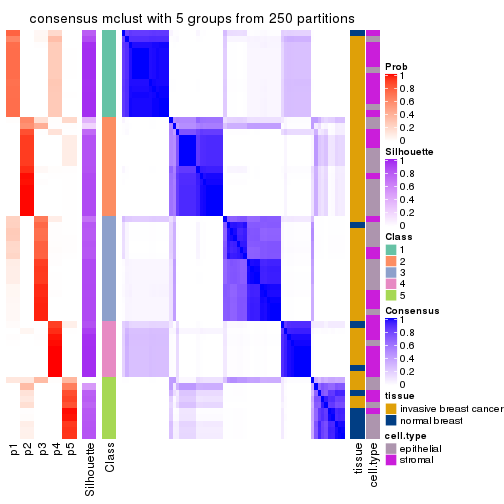 consensus mclust with 5 groups from 250 partitions
p1
p2
p3
p4
p5
Silhouette
Class
tissue
cell.type
Prob
1
0.8
0.6
0.4
0.2
0
Silhouette
1
0.8
0.6
0.4
0.2
0
Class
1
2
3
4
5
Consensus
1
0.8
0.6
0.4
0.2
0
tissue
invasive breast cancer
normal breast
cell.type
epithelial
stromal